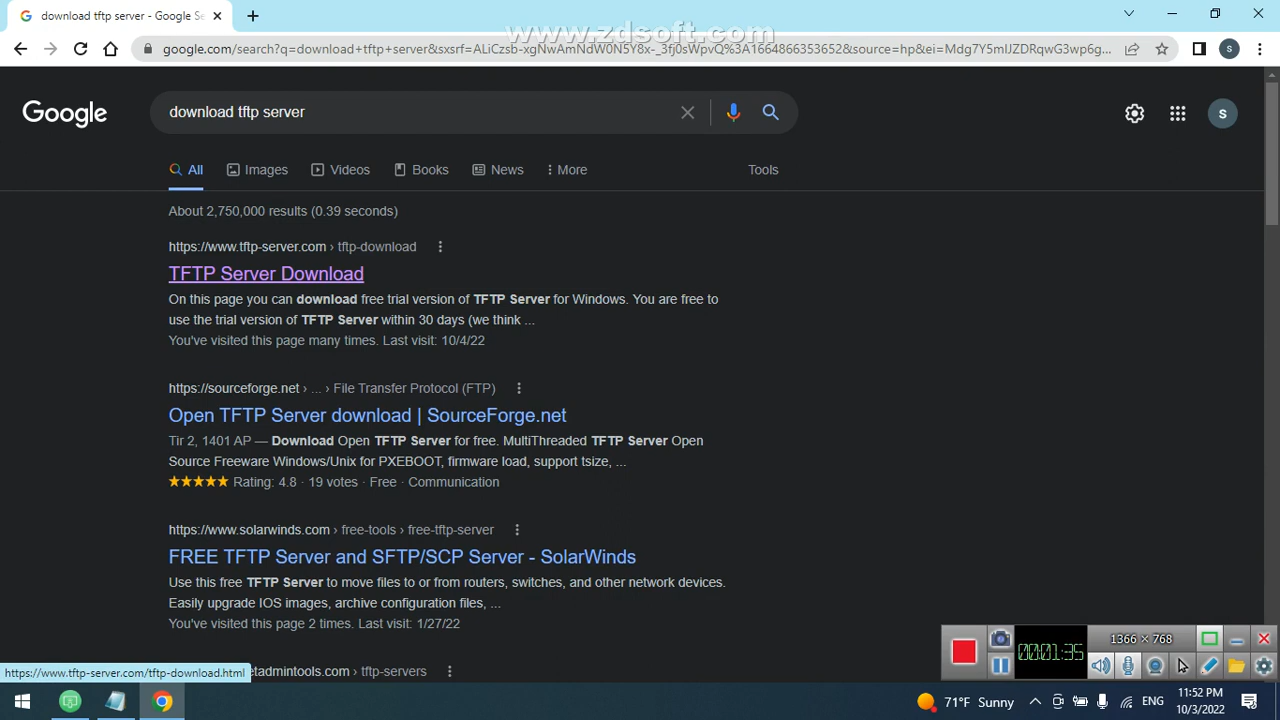 download tftp server - Google Se
www.zdsoft.com
google.com/search?q=download+tftp+server&sxsrf=ALiCzsb-xgNwAmNdW0N5Y8x-_3fj0sWpvQ%3A1664866533652&source=hp&ei=Mdg7Y5mIJZDRqwG3wp6g...
Google
download tftp server
S
S
All
Images
Videos
Books
News
More
Tools
About 2,750,000 results (0.39 seconds)
https://www.tftp-server.com › tftp-download
TFTP Server Download
On this page you can download free trial version of TFTP Server for Windows. You are free to
use the trial version of TFTP Server within 30 days (we think ...
You've visited this page many times. Last visit: 10/4/22
https://sourceforge.net › ... › File Transfer Protocol (FTP)
Open TFTP Server download | SourceForge.net
Tir 2, 1401 AP — Download Open TFTP Server for free. MultiThreaded TFTP Server Open
Source Freeware Windows/Unix for PXEBOOT, firmware load, support tsize, ...
Rating: 4.8 · 19 votes · Free · Communication
https://www.solarwinds.com › free-tools › free-tftp-server
FREE TFTP Server and SFTP/SCP Server - SolarWinds
Use this free TFTP Server to move files to or from routers, switches, and other network devices.
Easily upgrade IOS images, archive configuration files, ...
You've visited this page 2 times. Last visit: 1/27/22
etadmintools.com › tftp-servers
https://www.tftp-server.com/tftp-download.html
00:01:35
1366 × 768
71°F Sunny
ENG
11:52 PM
10/3/2022